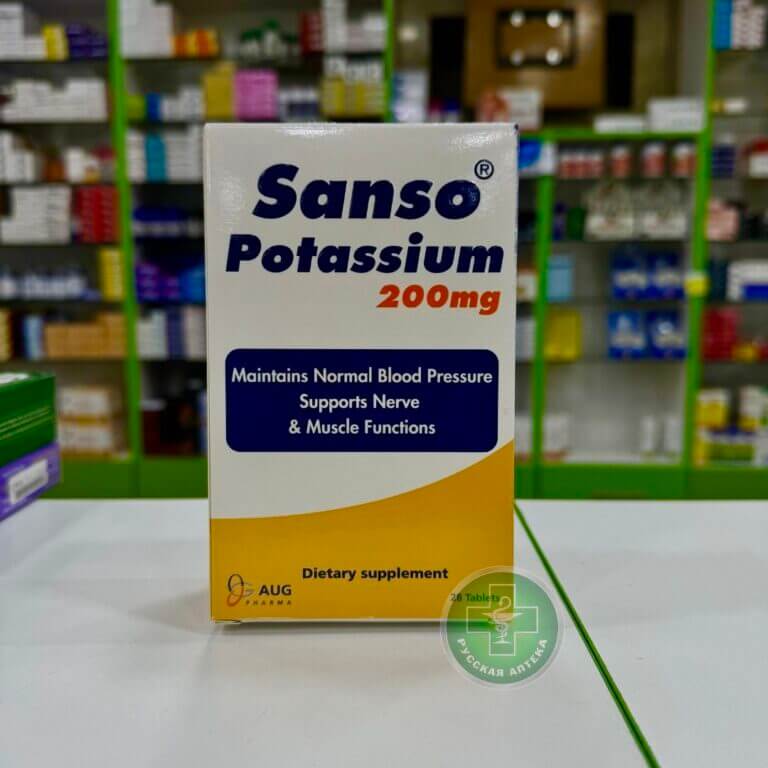 Sanso®
Potassium
200mg
Maintains Normal Blood Pressure
Supports Nerve
& Muscle Functions
Dietary supplement
AUG
PHARMA
28 Tablets
РУССКАЯ АПТЕКА